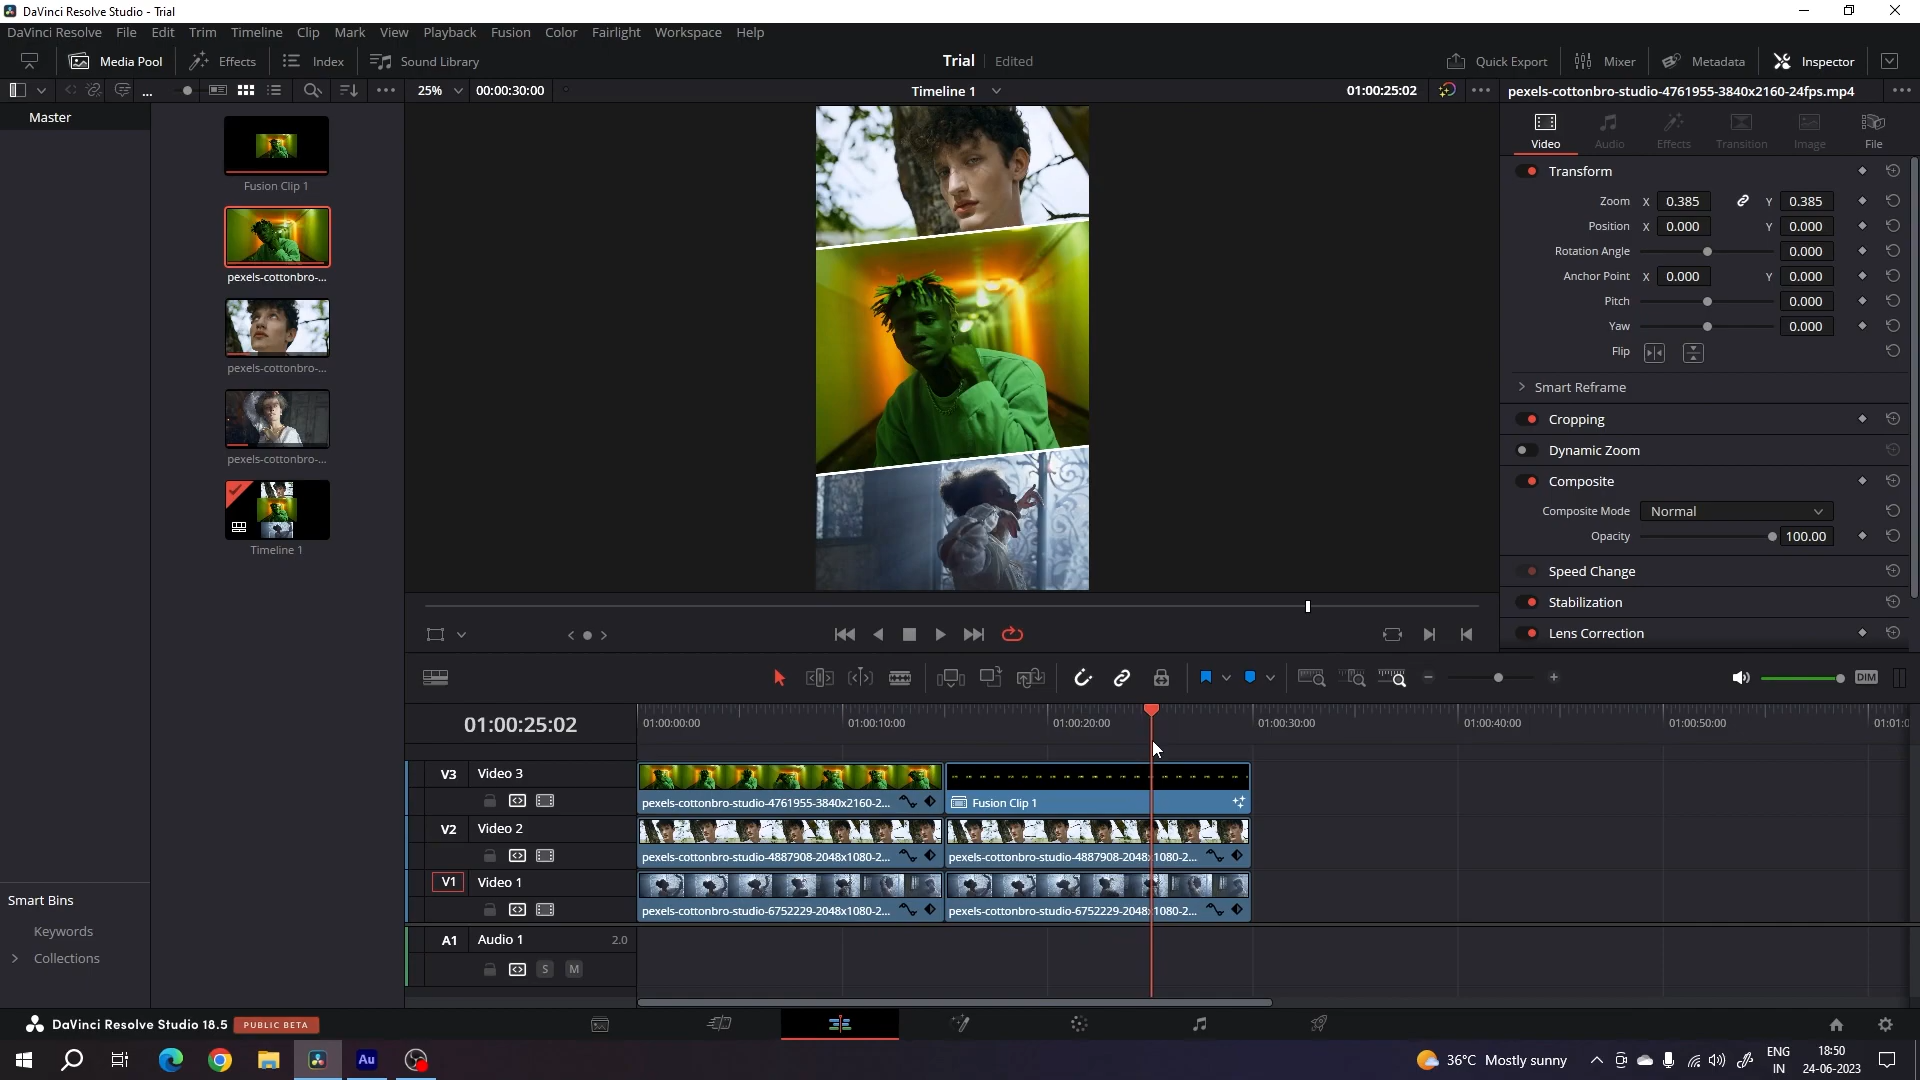 DaVinci Resolve Studio - Trial
DaVinci Resolve File Edit Trim Timeline Clip Mark View Playback Fusion Color Fairlight Workspace Help
Media Pool Effects Index Sound Library Trial Edited Quick Export Mixer Metadata Inspector
25% 00:00:30:00 Timeline 1 01:00:25:02 pexels-cottonbro-studio-4761955-3840x2160-24fps.mp4
Master
Fusion Clip 1
pexels-cottonbro-...
pexels-cottonbro-...
pexels-cottonbro-...
Timeline 1
Smart Bins
Keywords
Collections
Video Audio Effects Transition Image File
Transform
Zoom X 0.385 Y 0.385
Position X 0.000 Y 0.000
Rotation Angle 0.000
Anchor Point X 0.000 Y 0.000
Pitch 0.000
Yaw 0.000
Flip
Smart Reframe
Cropping
Dynamic Zoom
Composite
Composite Mode Normal
Opacity 100.00
Speed Change
Stabilization
Lens Correction
DIM
01:00:25:02 01:00:00:00 01:00:10:00 01:00:20:00 01:00:30:00 01:00:40:00 01:00:50:00 01:01:0
V3 Video 3
pexels-cottonbro-studio-4761955-3840x2160-2... Fusion Clip 1
V2 Video 2
pexels-cottonbro-studio-4887908-2048x1080-2... pexels-cottonbro-studio-4887908-2048x1080-2...
V1 Video 1
pexels-cottonbro-studio-6752229-2048x1080-2... pexels-cottonbro-studio-6752229-2048x1080-2...
A1 Audio 1 2.0
S M
DaVinci Resolve Studio 18.5 PUBLIC BETA
Au 36°C Mostly sunny ENG IN 18:50 24-06-2023